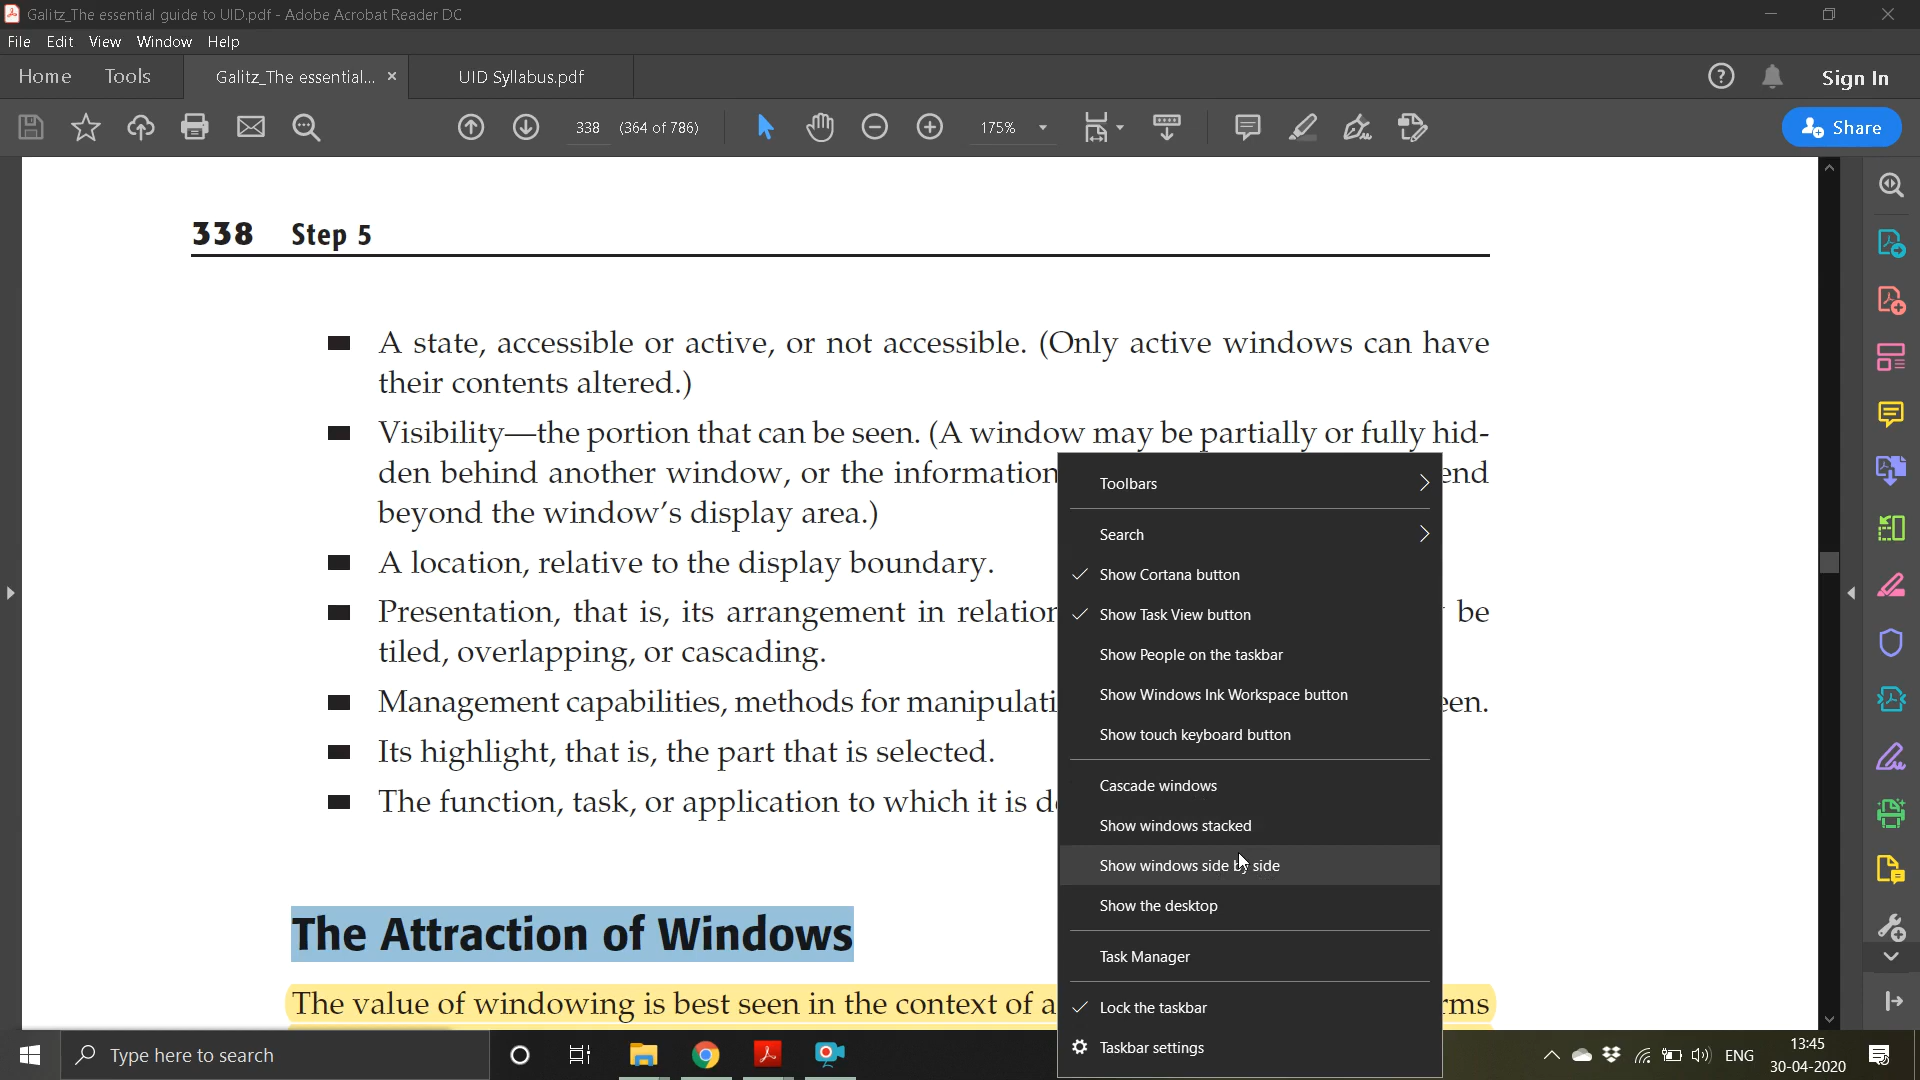 Galitz_The essential guide to UID.pdf - Adobe Acrobat Reader DC
File Edit View Window Help
Home Tools Galitz_The essential... × UID Syllabus.pdf Sign In
338 (364 of 786) 175% Share
338 Step 5
A state, accessible or active, or not accessible. (Only active windows can have
their contents altered.)
Visibility—the portion that can be seen. (A window may be partially or fully hid-
den behind another window, or the information end
beyond the window's display area.)
A location, relative to the display boundary.
Presentation, that is, its arrangement in relation be
tiled, overlapping, or cascading.
Management capabilities, methods for manipulati een.
Its highlight, that is, the part that is selected.
The function, task, or application to which it is de
The Attraction of Windows
The value of windowing is best seen in the context of a rms
Toolbars
Search
Show Cortana button
Show Task View button
Show People on the taskbar
Show Windows Ink Workspace button
Show touch keyboard button
Cascade windows
Show windows stacked
Show windows side by side
Show the desktop
Task Manager
Lock the taskbar
Taskbar settings
Type here to search
ENG
13:45
30-04-2020